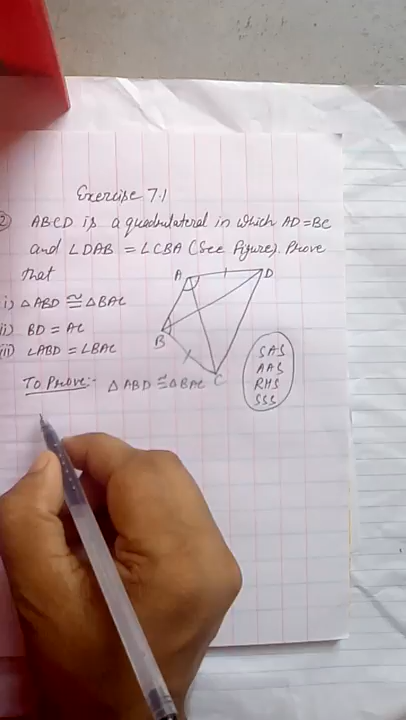 Exercise 7.1
2) ABCD is a quadrilateral in which AD = BC
and ∠DAB = ∠CBA (See figure). Prove
that
i) △ABD ≅ △BAC
ii) BD = AC
iii) ∠ABD = ∠BAC
A
D
B
C
SAS
AAS
RHS
SSS
To Prove:- △ABD ≅ △BAC